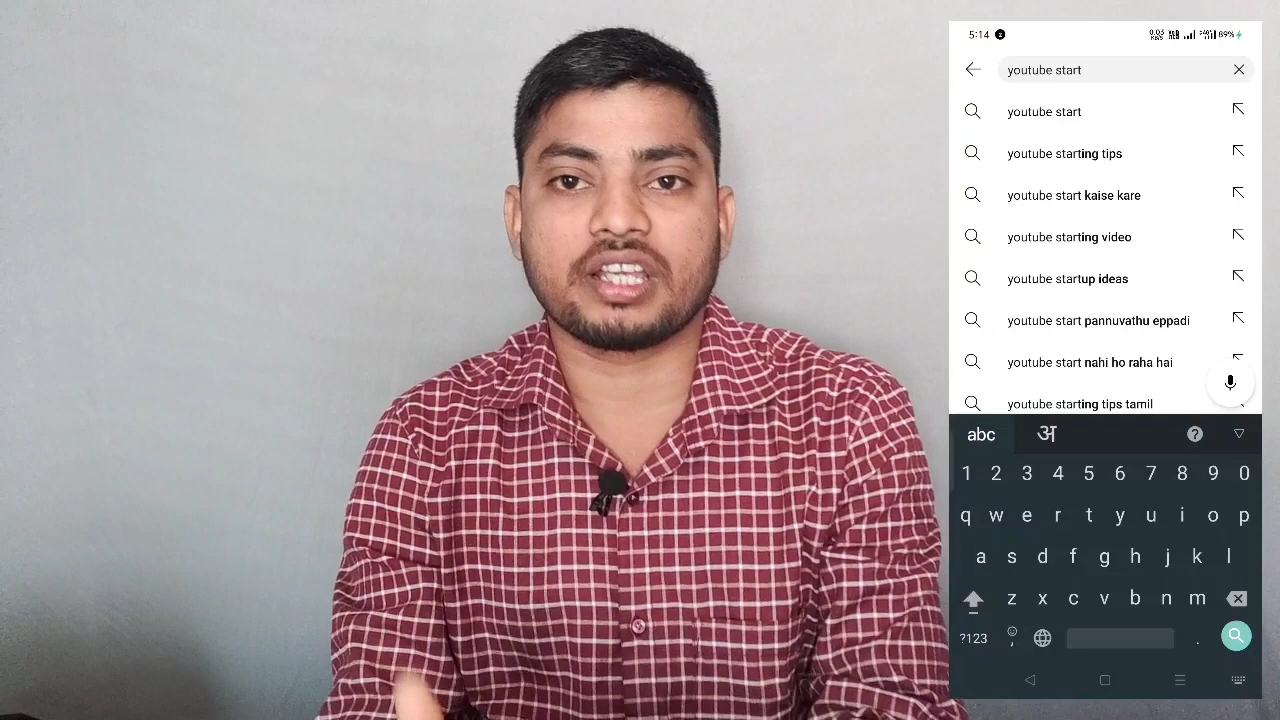 5:14 2 89%
youtube start
youtube start
youtube starting tips
youtube start kaise kare
youtube starting video
youtube startup ideas
youtube start pannuvathu eppadi
youtube start nahi ho raha hai
youtube starting tips tamil
abc अ ?
1 2 3 4 5 6 7 8 9 0
q w e r t y u i o p
a s d f g h j k l
z x c v b n m
?123 , .